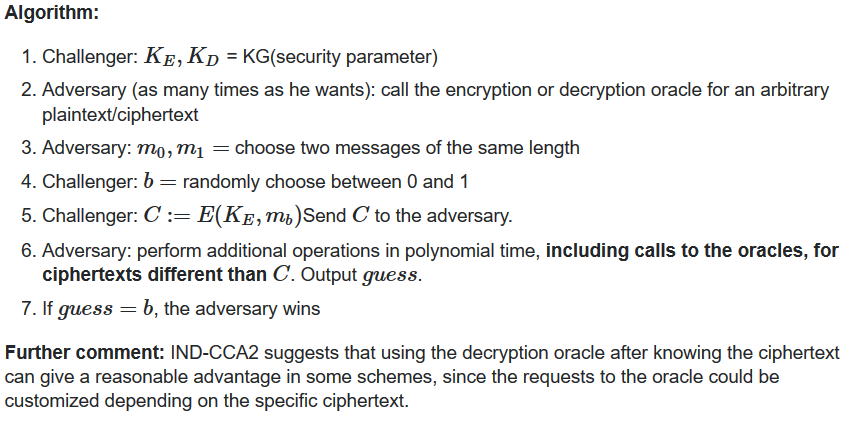 Algorithm:
1. Challenger: K_E, K_D = KG(security parameter)
2. Adversary (as many times as he wants): call the encryption or decryption oracle for an arbitrary
plaintext/ciphertext
3. Adversary: m_0, m_1 = choose two messages of the same length
4. Challenger: b = randomly choose between 0 and 1
5. Challenger: C := E(K_E, m_b)Send C to the adversary.
6. Adversary: perform additional operations in polynomial time, including calls to the oracles, for
ciphertexts different than C. Output guess.
7. If guess = b, the adversary wins
Further comment: IND-CCA2 suggests that using the decryption oracle after knowing the ciphertext
can give a reasonable advantage in some schemes, since the requests to the oracle could be
customized depending on the specific ciphertext.